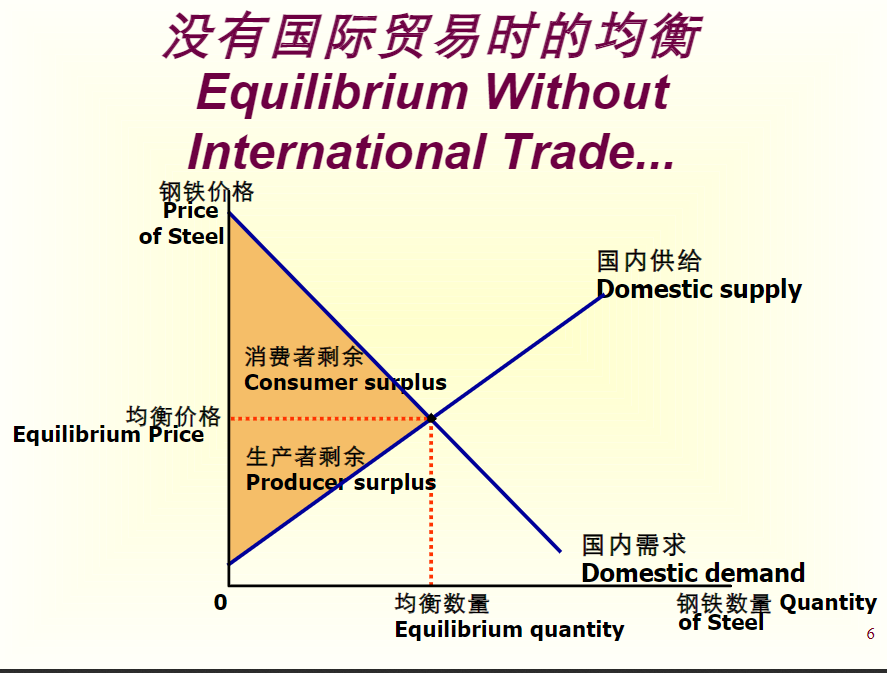 没有国际贸易时的均衡
Equilibrium Without
International Trade...
钢铁价格
Price
of Steel
国内供给
Domestic supply
消费者剩余
Consumer surplus
均衡价格
Equilibrium Price
生产者剩余
Producer surplus
国内需求
Domestic demand
0
均衡数量
Equilibrium quantity
钢铁数量 Quantity
of Steel
6